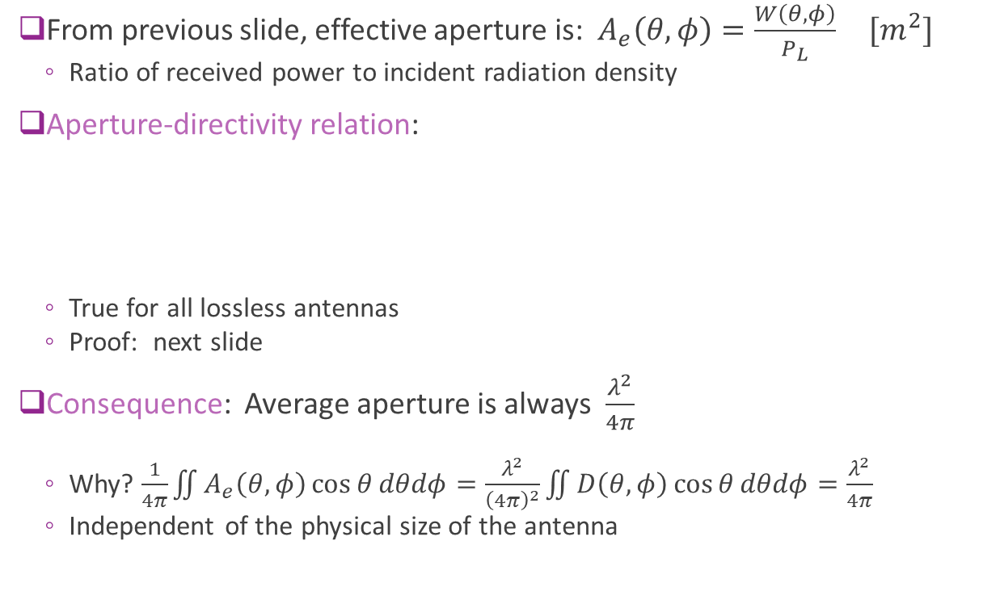 ❑From previous slide, effective aperture is: $A_e(\theta,\phi) = \frac{W(\theta,\phi)}{P_L}$ $[m^2]$
◦ Ratio of received power to incident radiation density
❑Aperture-directivity relation:
◦ True for all lossless antennas
◦ Proof: next slide
❑Consequence: Average aperture is always $\frac{\lambda^2}{4\pi}$
◦ Why? $\frac{1}{4\pi} \iint A_e(\theta,\phi) \cos\theta \, d\theta d\phi = \frac{\lambda^2}{(4\pi)^2} \iint D(\theta,\phi) \cos\theta \, d\theta d\phi = \frac{\lambda^2}{4\pi}$
◦ Independent of the physical size of the antenna